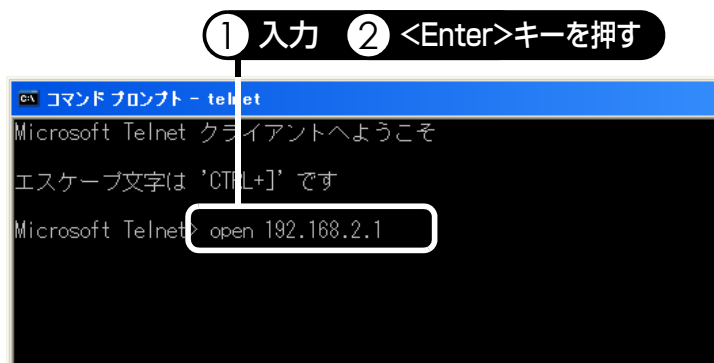 ① 入力 ② <Enter>キーを押す
コマンド プロンプト - telnet
Microsoft Telnet クライアントへようこそ
エスケープ文字は 'CTRL+]' です
Microsoft Telnet> open 192.168.2.1